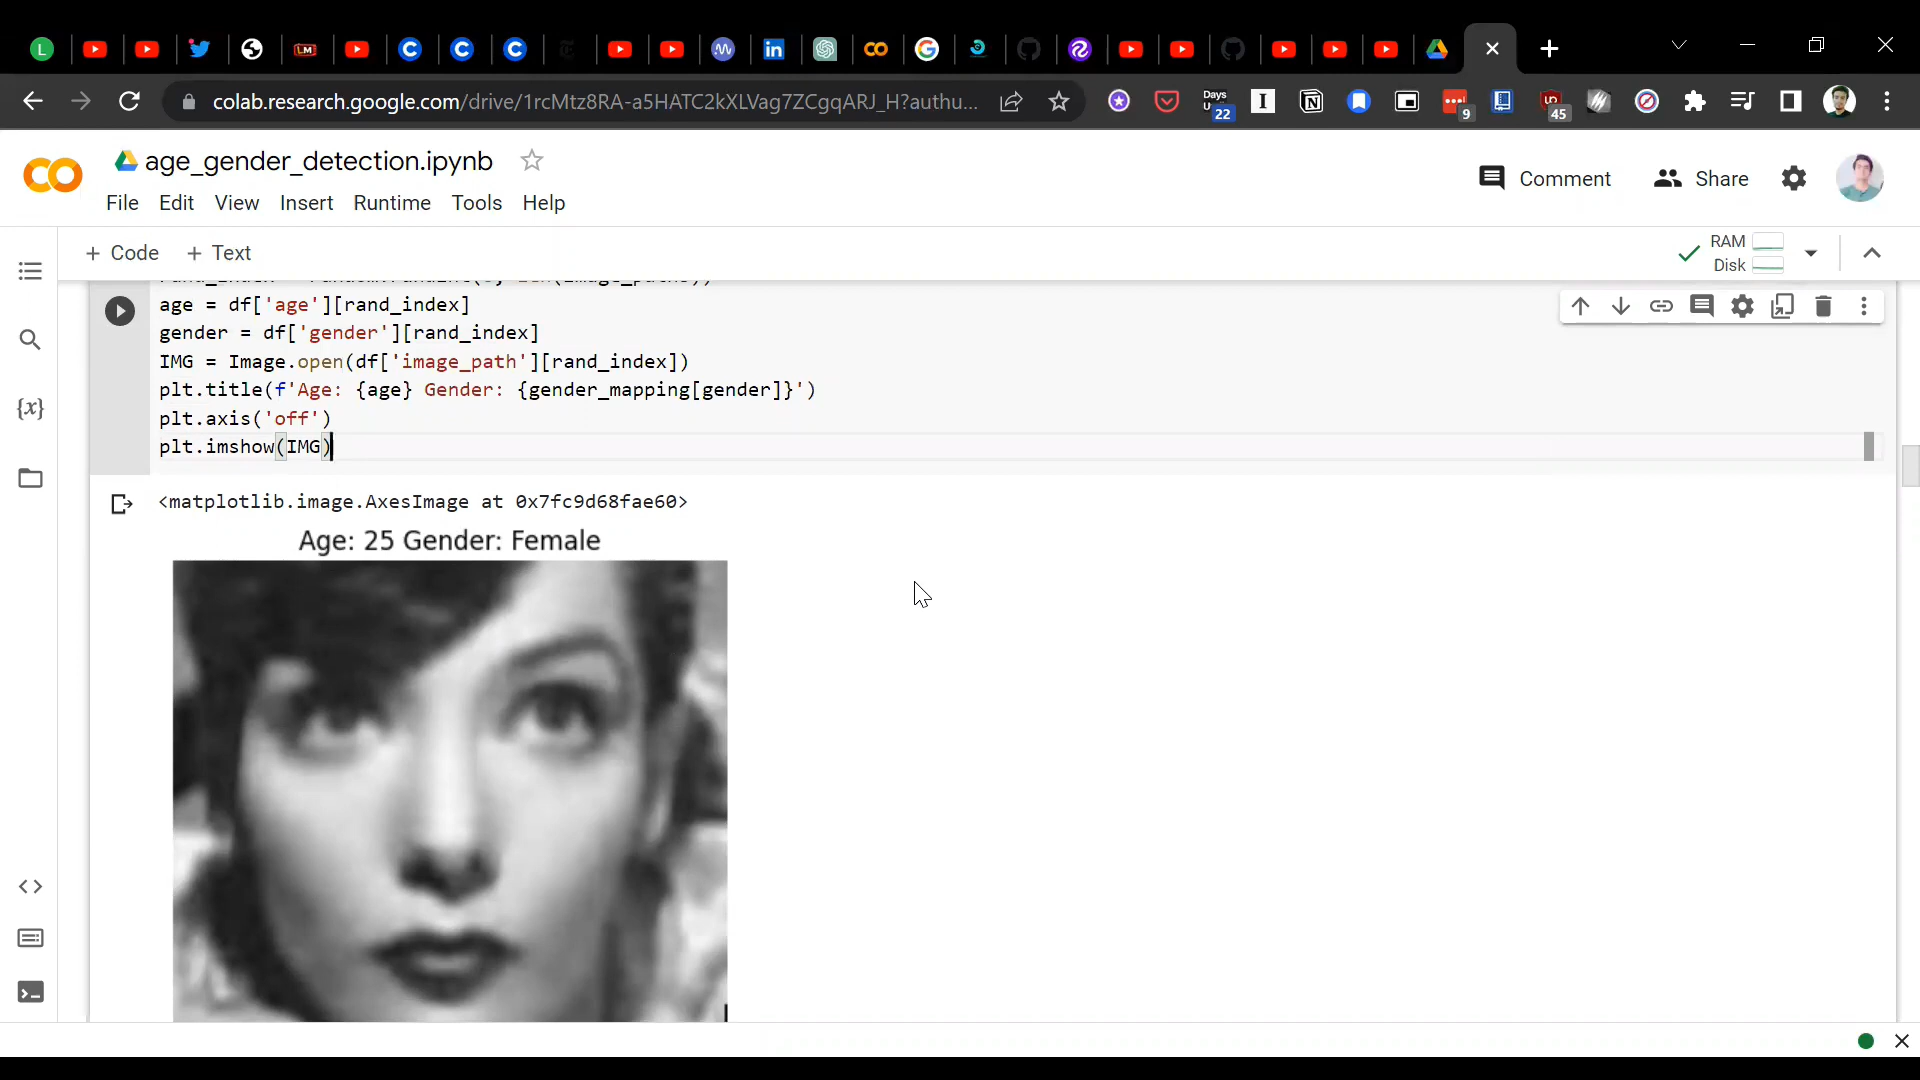 colab.research.google.com/drive/1rcMtz8RA-a5HATC2kXLVag7ZCgqARJ_H?authu...
Days
22
9
45
age_gender_detection.ipynb
Comment
Share
File Edit View Insert Runtime Tools Help
+ Code + Text
RAM
Disk
age = df['age'][rand_index]
gender = df['gender'][rand_index]
IMG = Image.open(df['image_path'][rand_index])
plt.title(f'Age: {age} Gender: {gender_mapping[gender]}')
plt.axis('off')
plt.imshow(IMG)
<matplotlib.image.AxesImage at 0x7fc9d68fae60>
Age: 25 Gender: Female